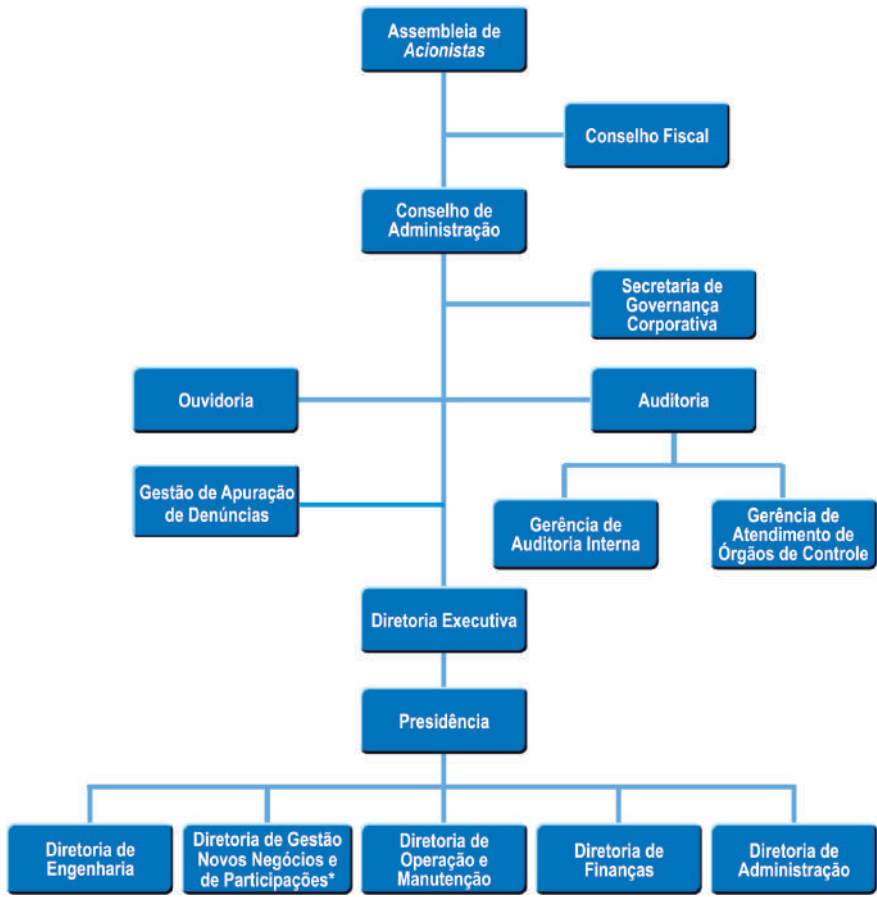 Assembleia de
Acionistas
Conselho Fiscal
Conselho de
Administração
Secretaria de
Governança
Corporativa
Ouvidoria
Auditoria
Gestão de Apuração
de Denúncias
Gerência de
Auditoria Interna
Gerência de
Atendimento de
Órgãos de Controle
Diretoria Executiva
Presidência
Diretoria de
Engenharia
Diretoria de Gestão
Novos Negócios e
de Participações*
Diretoria de
Operação e
Manutenção
Diretoria de
Finanças
Diretoria de
Administração